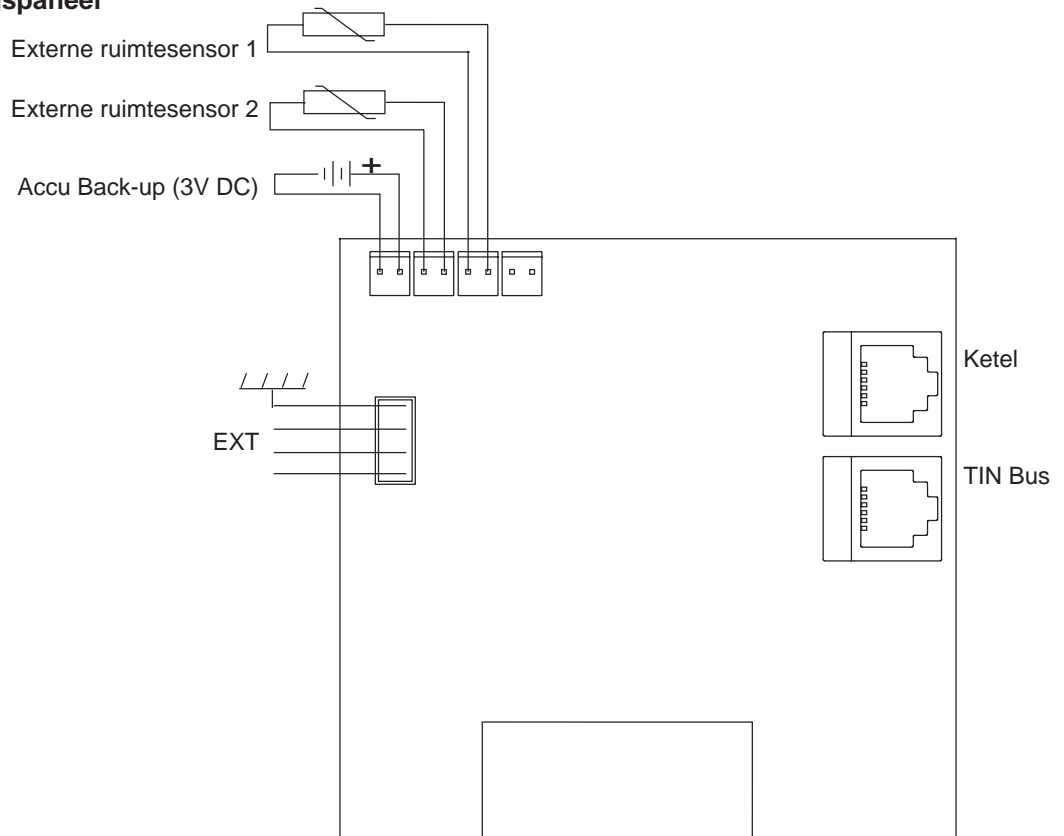 Externe ruimtesensor 1
Externe ruimtesensor 2
+
Accu Back-up (3V DC)
Ketel
EXT
TIN Bus